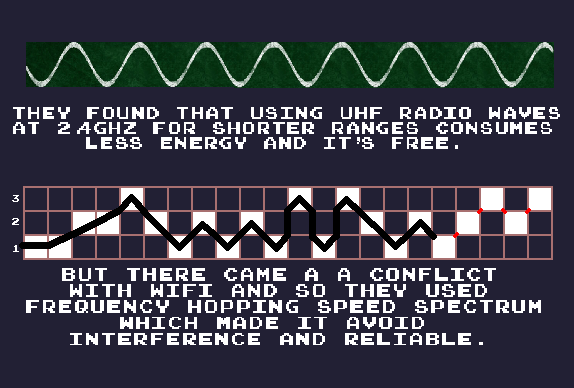 THEY FOUND THAT USING UHF RADIO WAVES
AT 2.4GHZ FOR SHORTER RANGES CONSUMES
LESS ENERGY AND IT'S FREE.
3
2
1
BUT THERE CAME A A CONFLICT
WITH WIFI AND SO THEY USED
FREQUENCY HOPPING SPEED SPECTRUM
WHICH MADE IT AVOID
INTERFERENCE AND RELIABLE.